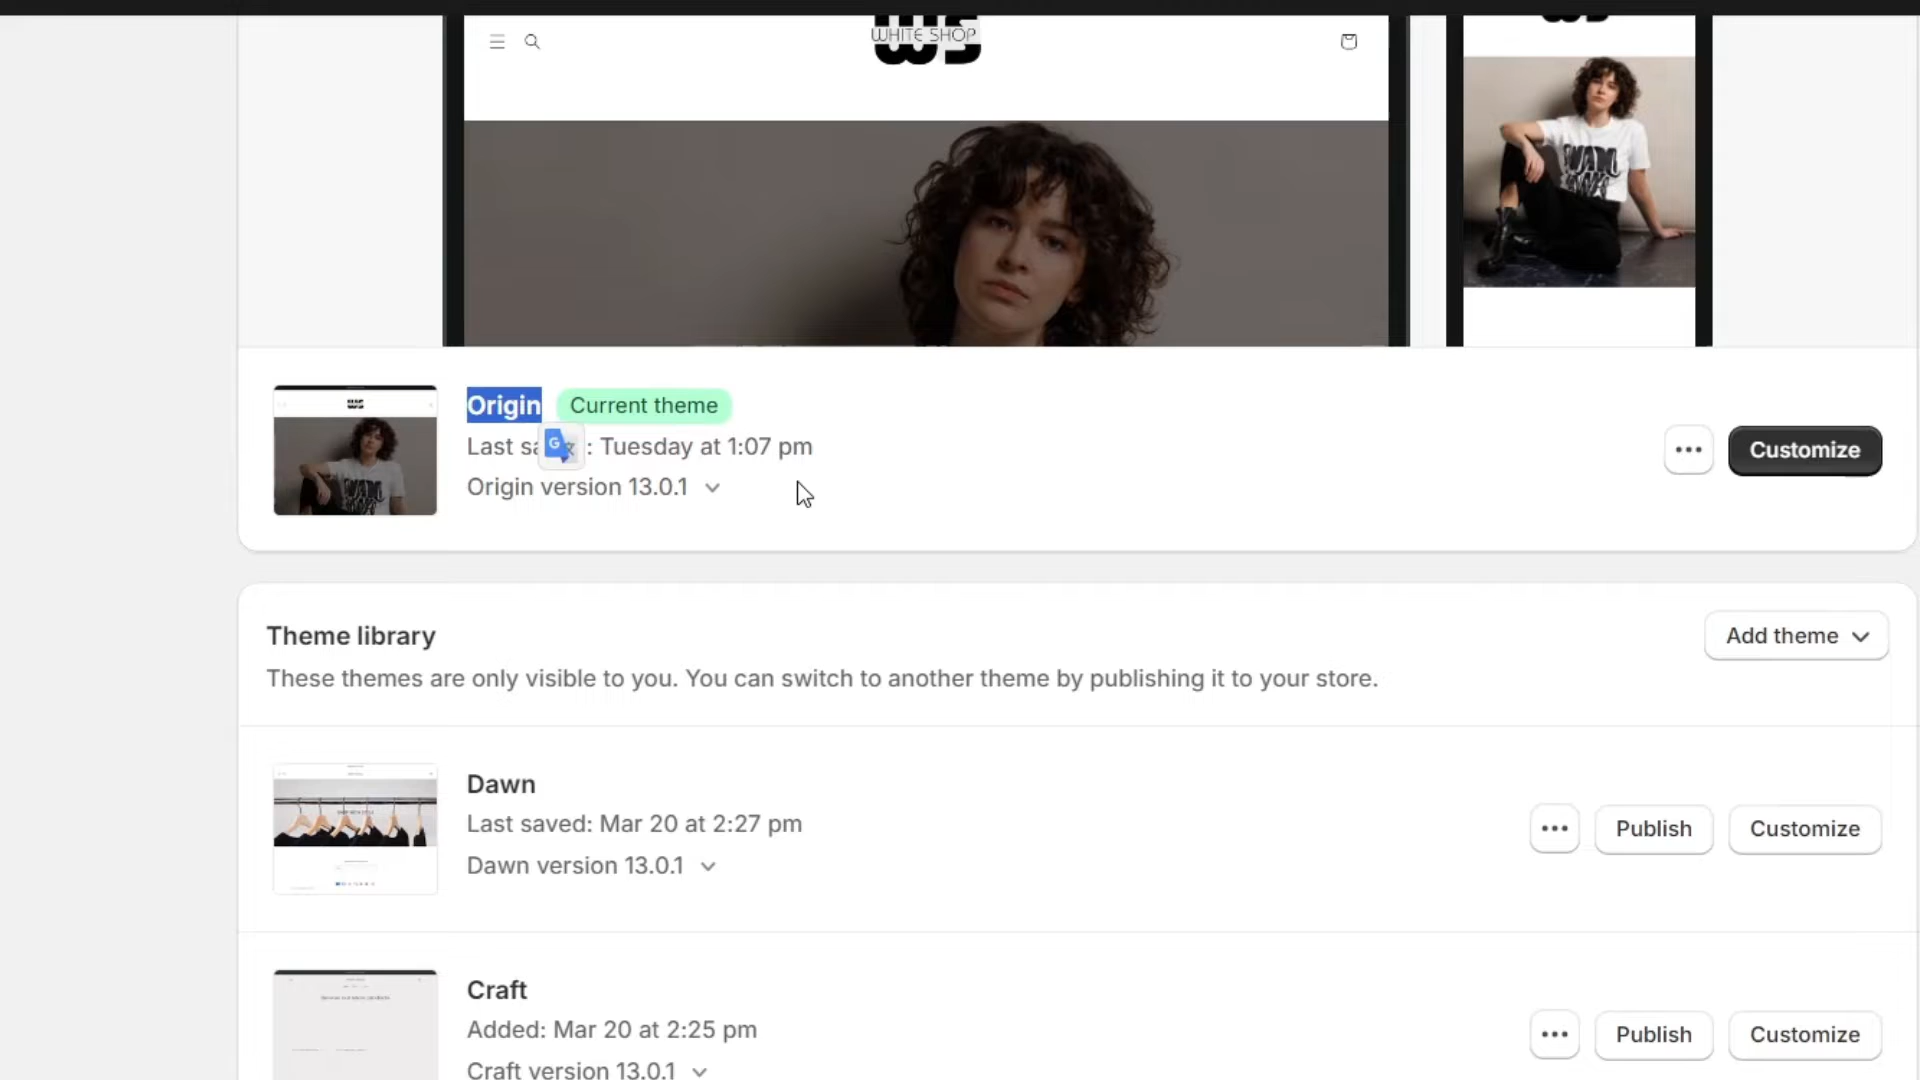 WHITE SHOP
Origin
Current theme
Last sa : Tuesday at 1:07 pm
Origin version 13.0.1
Customize
Theme library
Add theme
These themes are only visible to you. You can switch to another theme by publishing it to your store.
Dawn
Last saved: Mar 20 at 2:27 pm
Dawn version 13.0.1
Publish
Customize
Craft
Added: Mar 20 at 2:25 pm
Craft version 13.0.1
Publish
Customize